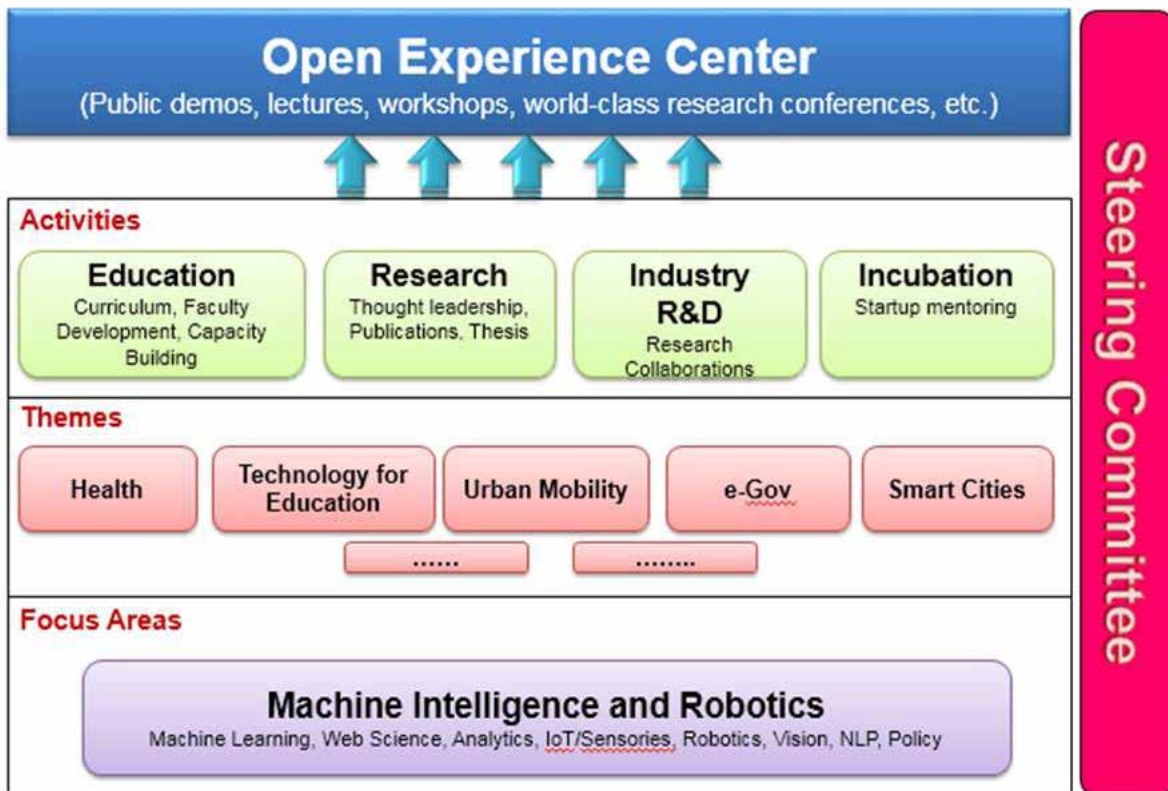 Open Experience Center
(Public demos, lectures, workshops, world-class research conferences, etc.)
Activities
Education
Curriculum, Faculty
Development, Capacity
Building
Research
Thought leadership,
Publications, Thesis
Industry
R&D
Research
Collaborations
Incubation
Startup mentoring
Themes
Health
Technology for
Education
Urban Mobility
e-Gov
Smart Cities
......
........
Focus Areas
Machine Intelligence and Robotics
Machine Learning, Web Science, Analytics, IoT/Sensories, Robotics, Vision, NLP, Policy
Steering Committee